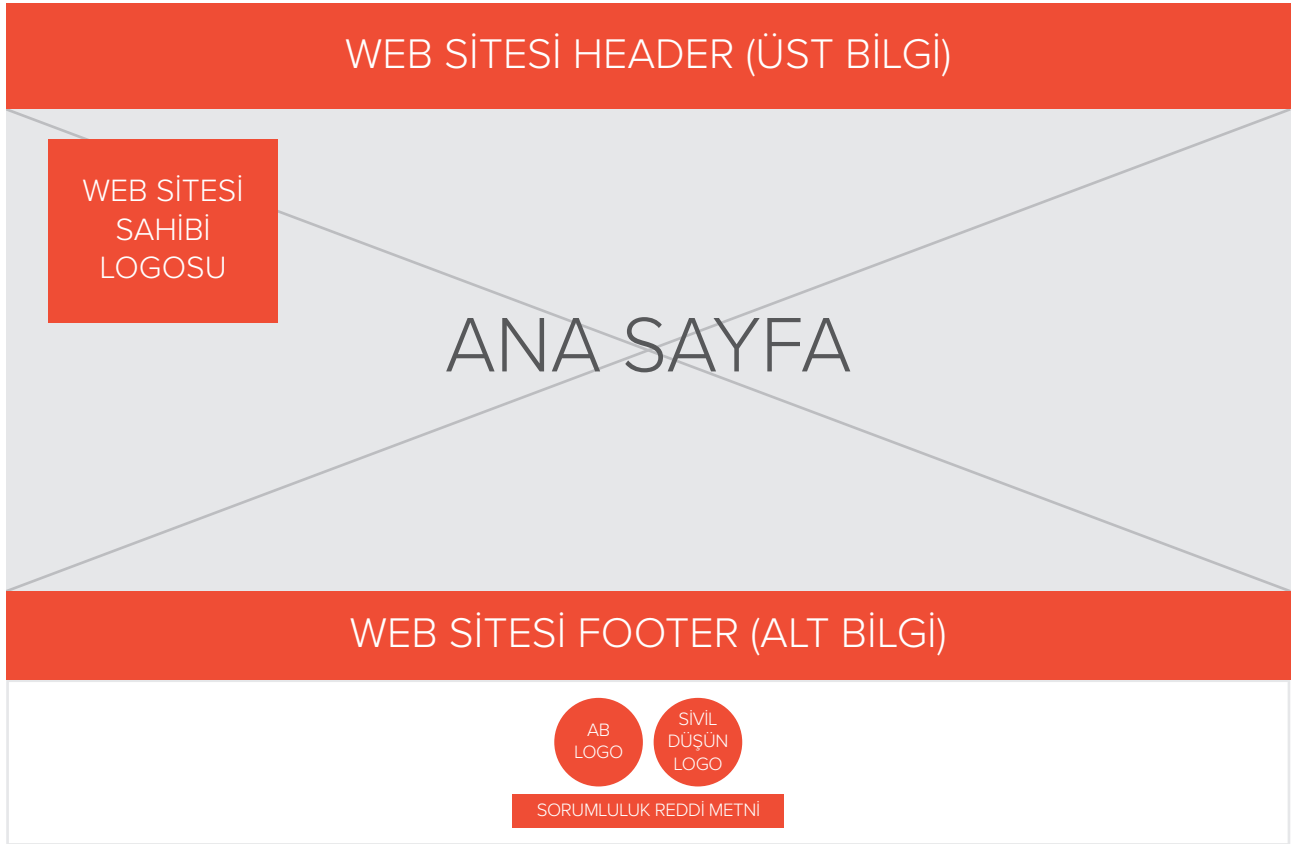 WEB SİTESİ HEADER (ÜST BİLGİ)
WEB SİTESİ
SAHİBİ
LOGOSU
ANA SAYFA
WEB SİTESİ FOOTER (ALT BİLGİ)
AB
LOGO
SİVİL
DÜŞÜN
LOGO
SORUMLULUK REDDİ METNİ